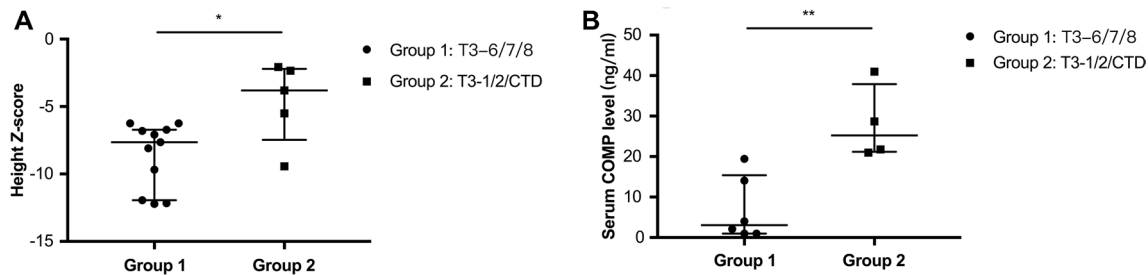 A
*
0
-5
-10
-15
Height Z-score
Group 1
Group 2
Group 1: T3–6/7/8
Group 2: T3-1/2/CTD
B
**
50
40
30
20
10
0
Serum COMP level (ng/ml)
Group 1
Group 2
Group 1: T3–6/7/8
Group 2: T3-1/2/CTD